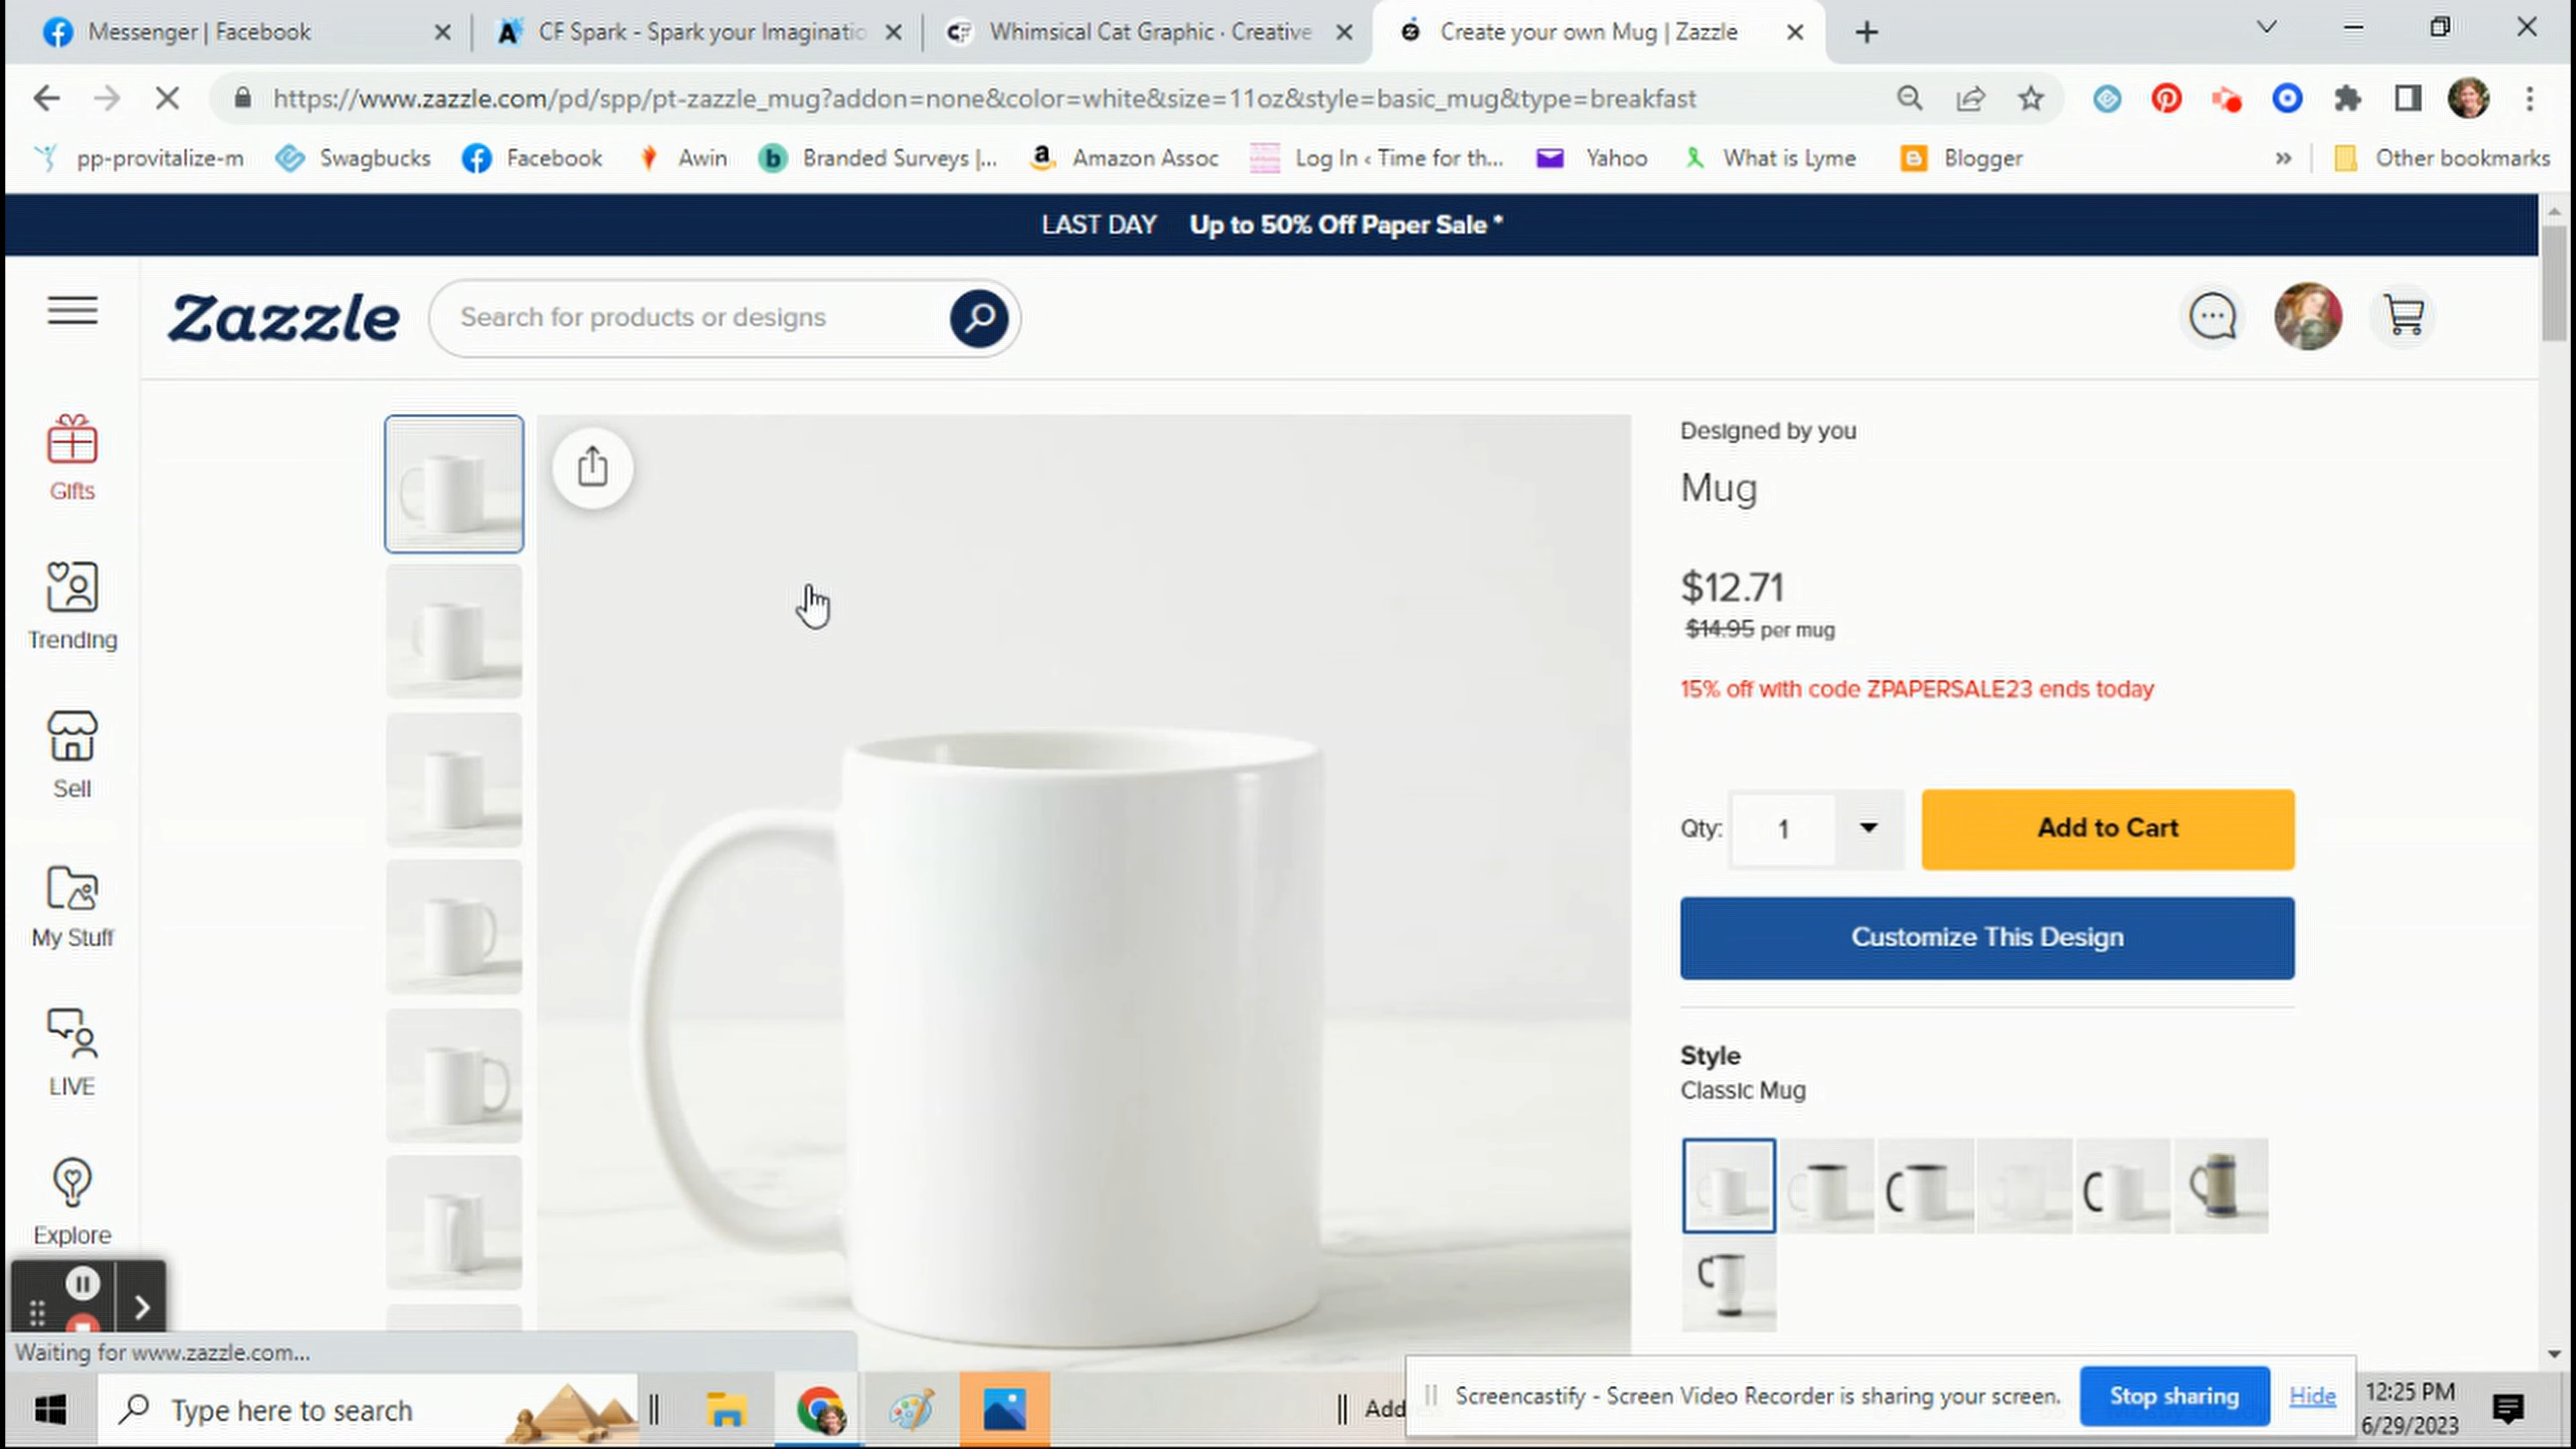 Messenger | Facebook
CF Spark - Spark your Imaginatio
Whimsical Cat Graphic · Creative
Create your own Mug | Zazzle
https://www.zazzle.com/pd/spp/pt-zazzle_mug?addon=none&color=white&size=11oz&style=basic_mug&type=breakfast
pp-provitalize-m
Swagbucks
Facebook
Awin
Branded Surveys |...
Amazon Assoc
Log In ‹ Time for th...
Yahoo
What is Lyme
Blogger
»
Other bookmarks
LAST DAY Up to 50% Off Paper Sale *
Zazzle
Search for products or designs
Gifts
Trending
Sell
My Stuff
LIVE
Explore
Designed by you
Mug
$12.71
$14.95 per mug
15% off with code ZPAPERSALE23 ends today
Qty: 1
Add to Cart
Customize This Design
Style
Classic Mug
Waiting for www.zazzle.com...
Type here to search
Add
Screencastify - Screen Video Recorder is sharing your screen.
Stop sharing
Hide
12:25 PM
6/29/2023